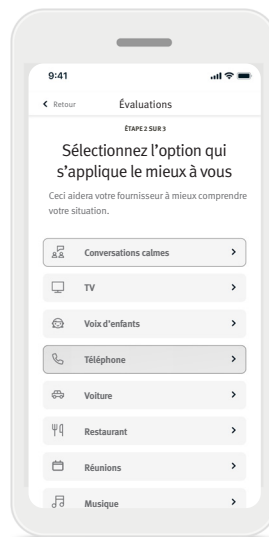 9:41
Retour
Évaluations
ÉTAPE 2 SUR 3
Sélectionnez l’option qui
s’applique le mieux à vous
Ceci aidera votre fournisseur à mieux comprendre
votre situation.
Conversations calmes
TV
Voix d’enfants
Téléphone
Voiture
Restaurant
Réunions
Musique